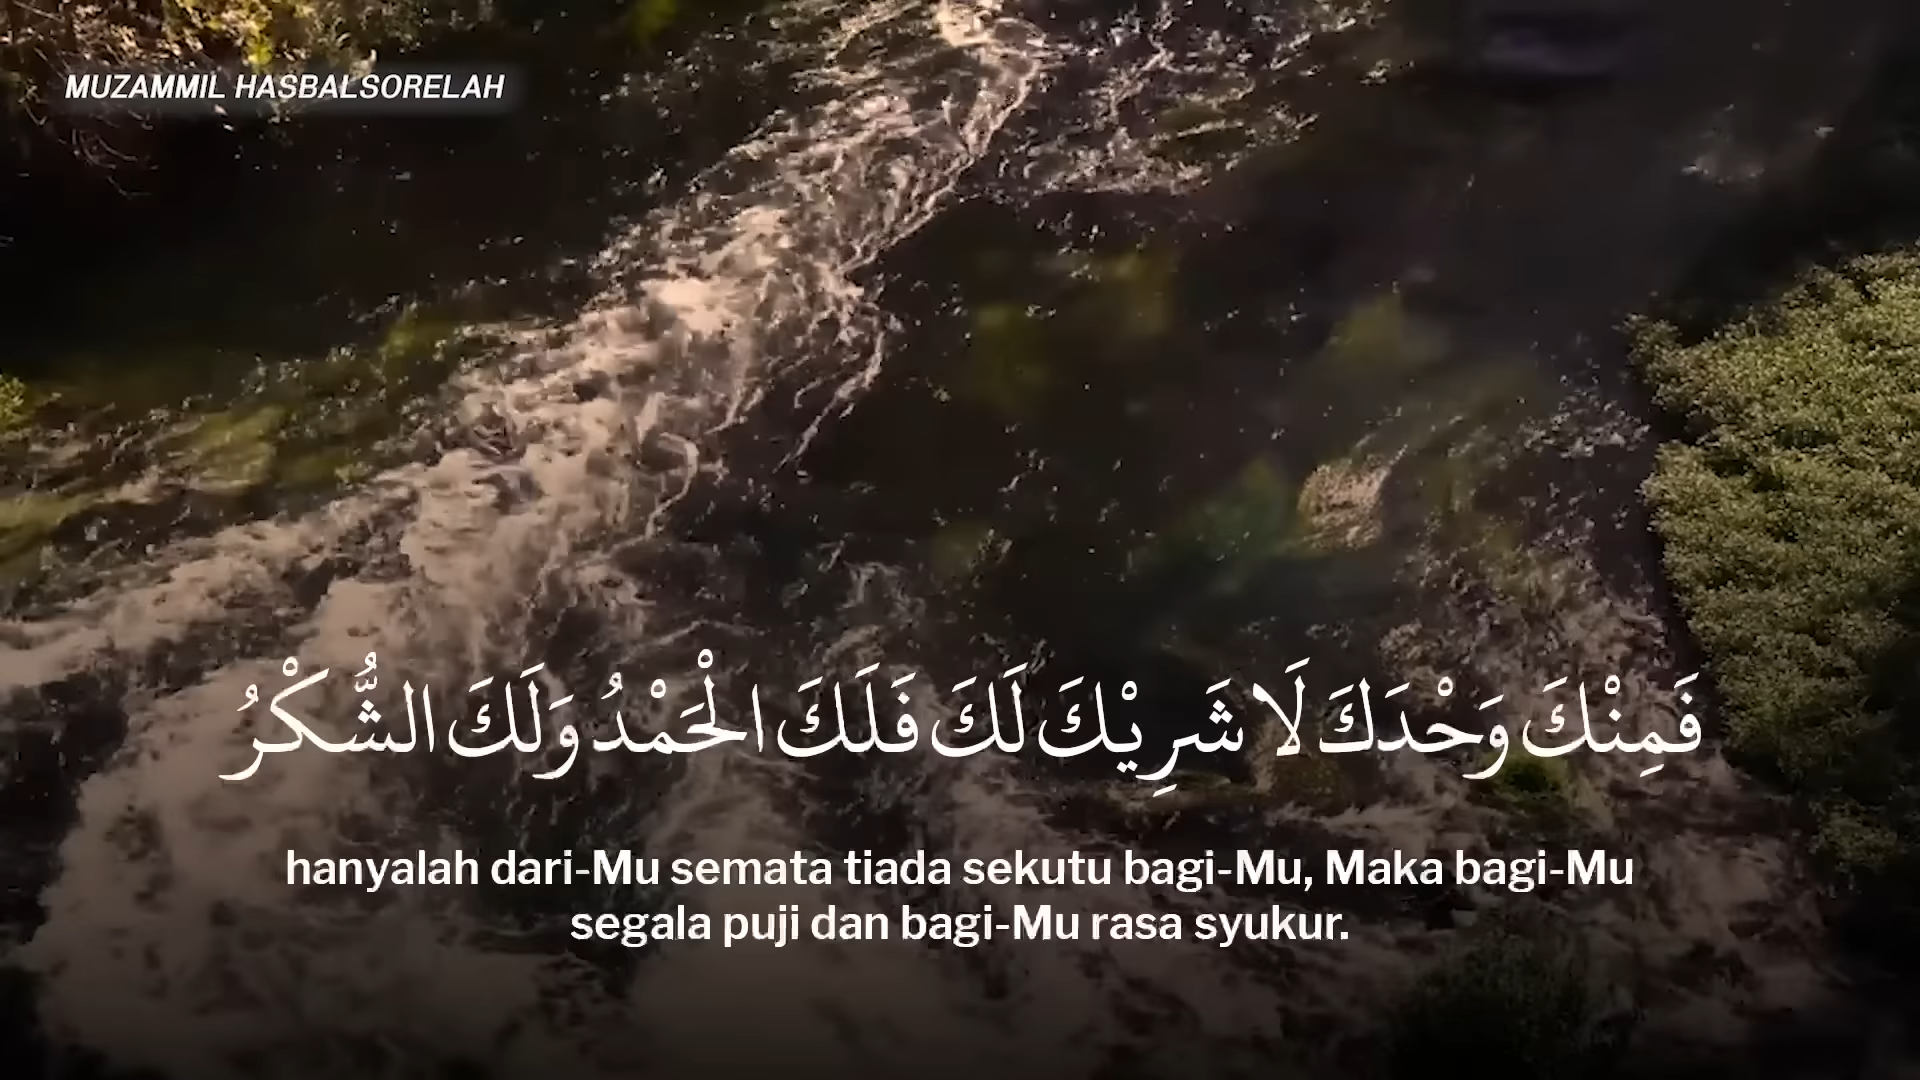 MUZAMMIL HASBALSORELAH
فَمِنْكَ وَحْدَكَ لَا شَرِيْكَ لَكَ فَلَكَ الْحَمْدُ وَلَكَ الشُّكْرُ
hanyalah dari-Mu semata tiada sekutu bagi-Mu, Maka bagi-Mu
segala puji dan bagi-Mu rasa syukur.